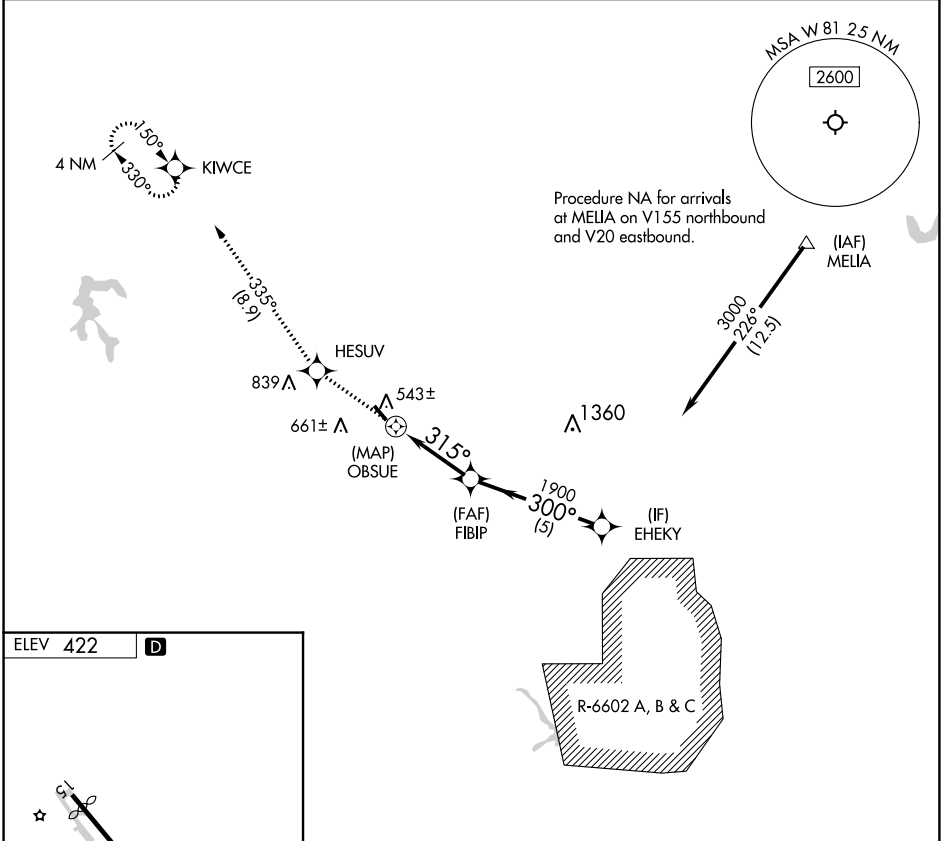 MSA W 81 25 NM
2600
150°
4 NM
330°
KIWCE
Procedure NA for arrivals
at MELIA on V155 northbound
and V20 eastbound.
(IAF)
MELIA
3000
226°
(12.5)
335°
(8.9)
HESUV
839
543±
661±
1360
(MAP)
OBSUE
315°
(FAF)
FIBIP
1900
300°
(5)
(IF)
EHEKY
R-6602 A, B & C
ELEV 422
D
15